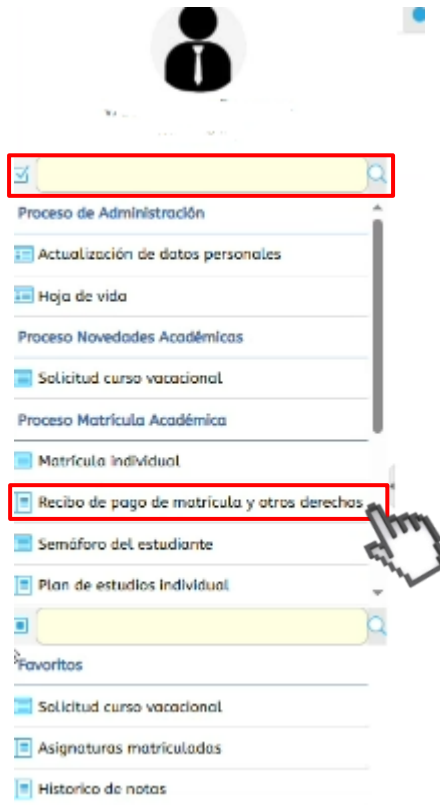 Proceso de Administración
Actualización de datos personales
Hoja de vida
Proceso Novedades Académicas
Solicitud curso vacacional
Proceso Matrícula Académica
Matrícula individual
Recibo de pago de matrícula y otros derechos
Semáforo del estudiante
Plan de estudios individual
Favoritos
Solicitud curso vacacional
Asignaturas matriculadas
Historico de notas